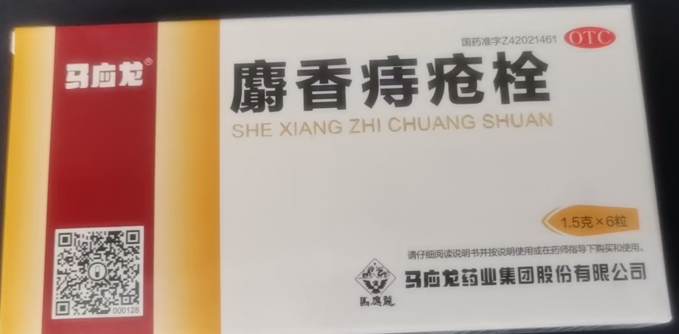 国药准字Z42021461
OTC
马应龙®
麝香痔疮栓
SHE XIANG ZHI CHUANG SHUAN
1.5克×6粒
请仔细阅读说明书并按说明使用或在药师指导下购买和使用。
馬應龍
马应龙药业集团股份有限公司
000128